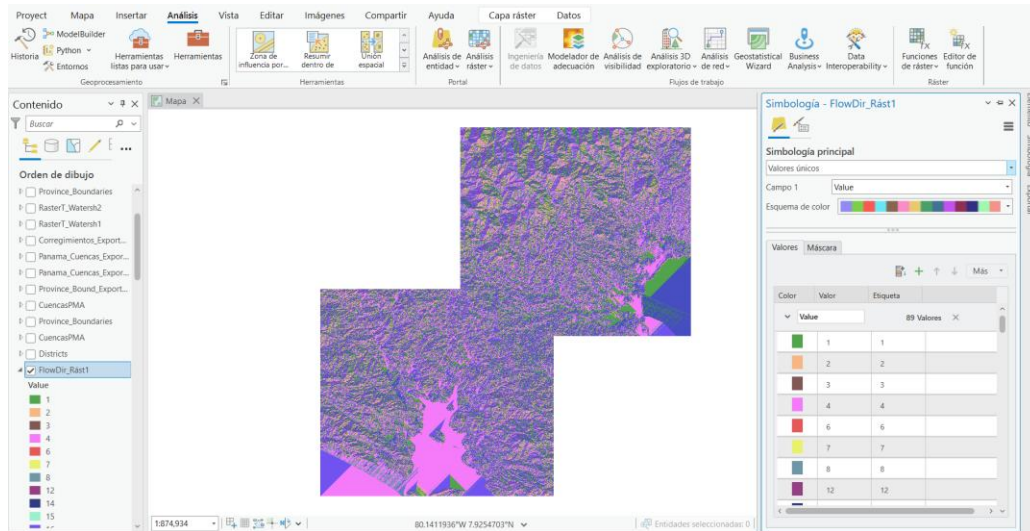 Proyect Mapa Insertar Análisis Vista Editar Imágenes Compartir Ayuda Capa ráster Datos
Historia
ModelBuilder
Python
Entornos
Herramientas listas para usar
Herramientas
Zona de influencia por...
Resumir dentro de
Unión espacial
Análisis de entidad
Análisis ráster
Ingeniería de datos
Modelador de adecuación
Análisis de visibilidad
Análisis 3D exploratorio
Análisis de red
Geostatistical Wizard
Business Analysis
Data Interoperability
Funciones de ráster
Editor de función
Geoprocesamiento
Herramientas
Portal
Flujos de trabajo
Ráster
Contenido
Buscar
Orden de dibujo
Province_Boundaries
RasterT_Watersh2
RasterT_Watersh1
Corregimientos_Export...
Panama_Cuencas_Expor...
Panama_Cuencas_Expor...
Province_Bound_Export...
CuencasPMA
Province_Boundaries
CuencasPMA
Districts
FlowDir_Rást1
Value
1
2
3
4
6
7
8
12
14
15
Mapa
1:874,934
80.1411936°W 7.9254703°N
Entidades seleccionadas: 0
Simbología - FlowDir_Rást1
Simbología principal
Valores únicos
Campo 1 Value
Esquema de color
Valores Máscara
Más
Color Valor Etiqueta
Value 89 Valores
1 1
2 2
3 3
4 4
6 6
7 7
8 8
12 12